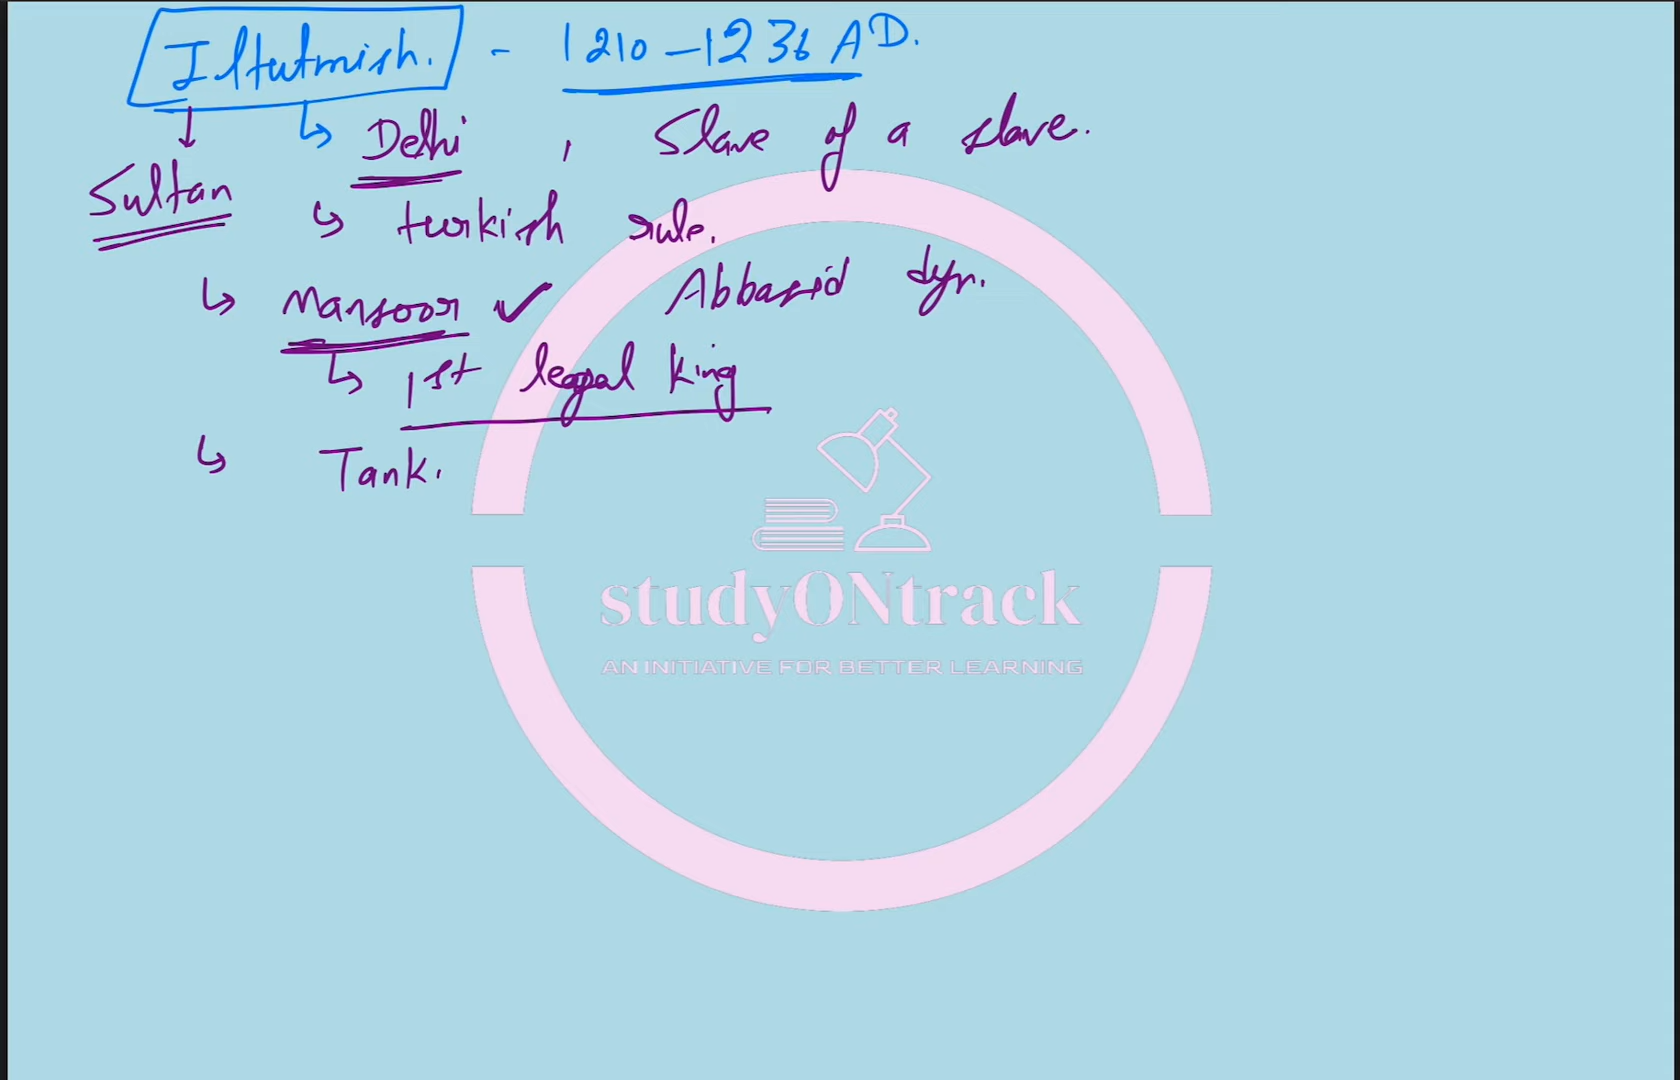 Iltutmish. - 1210-1236 AD.
Delhi, Slave of a slave.
Sultan
turkish rule.
Mansoor ✓ Abbasid dyn.
1st legal king
Tank.
studyONtrack
AN INITIATIVE FOR BETTER LEARNING